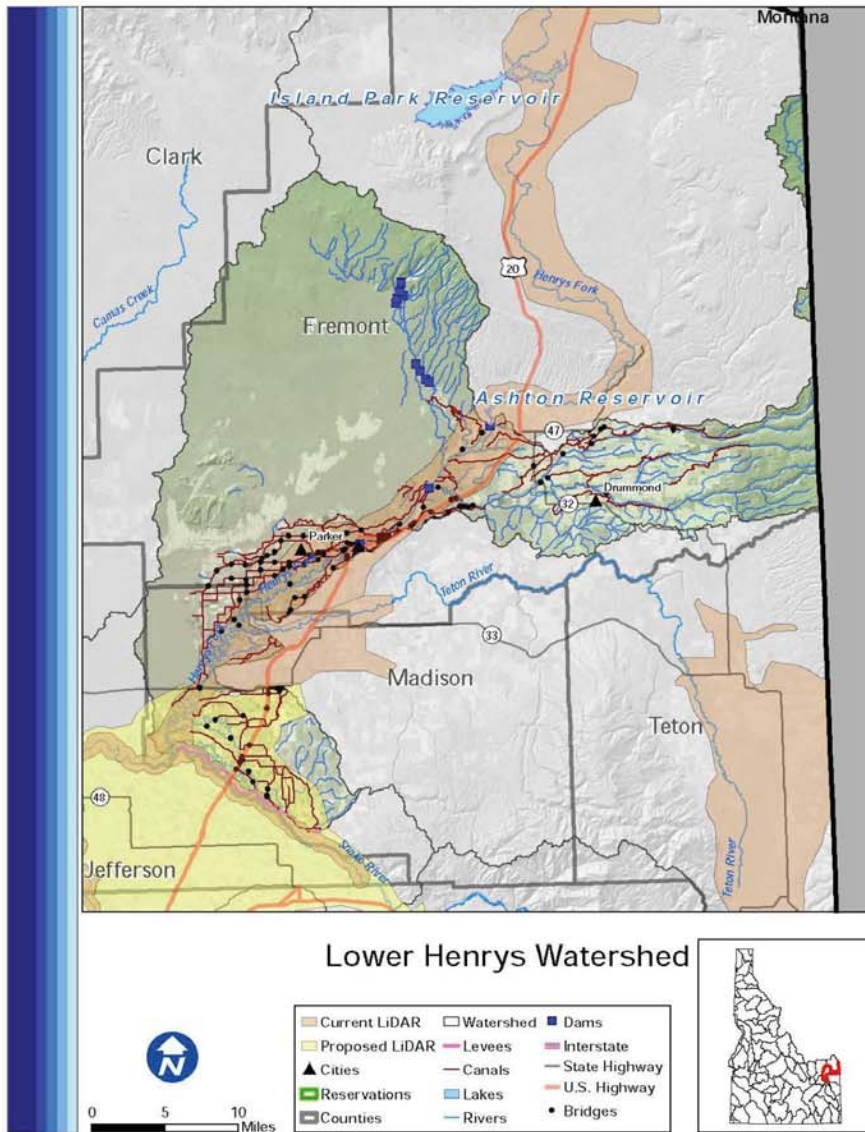 Montana
Island Park Reservoir
Clark
20
Henrys Fork
Camas Creek
Fremont
Ashton Reservoir
47
Drummond
32
Parker
Teton River
33
Madison
Teton
48
Snake River
Teton River
Jefferson
Lower Henrys Watershed
N
0 5 10
Miles
Current LiDAR
Proposed LiDAR
Cities
Reservations
Counties
Watershed
Levees
Canals
Lakes
Rivers
Dams
Interstate
State Highway
U.S. Highway
Bridges